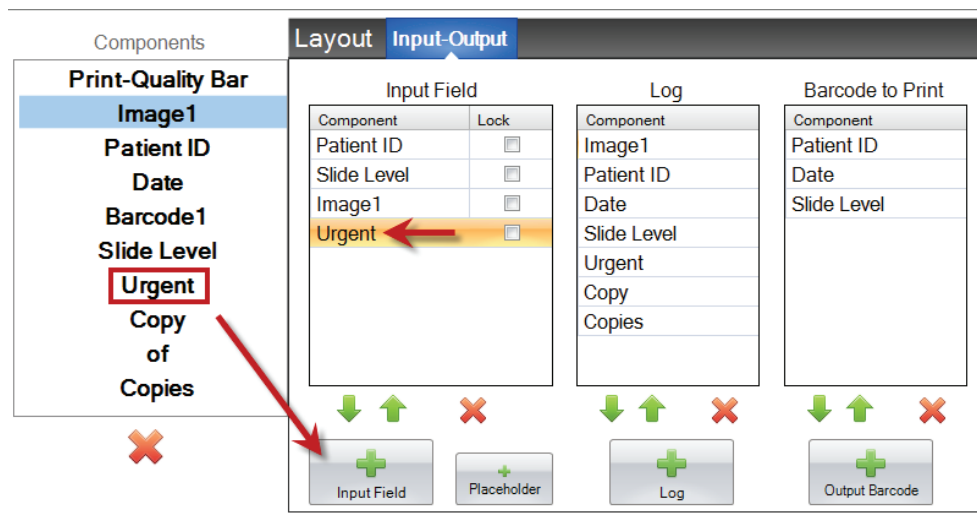 Components
Print-Quality Bar
Image1
Patient ID
Date
Barcode1
Slide Level
Urgent
Copy
of
Copies
Layout Input-Output
Input Field
Component Lock
Patient ID
Slide Level
Image1
Urgent
Input Field
Placeholder
Log
Component
Image1
Patient ID
Date
Slide Level
Urgent
Copy
Copies
Log
Barcode to Print
Component
Patient ID
Date
Slide Level
Output Barcode